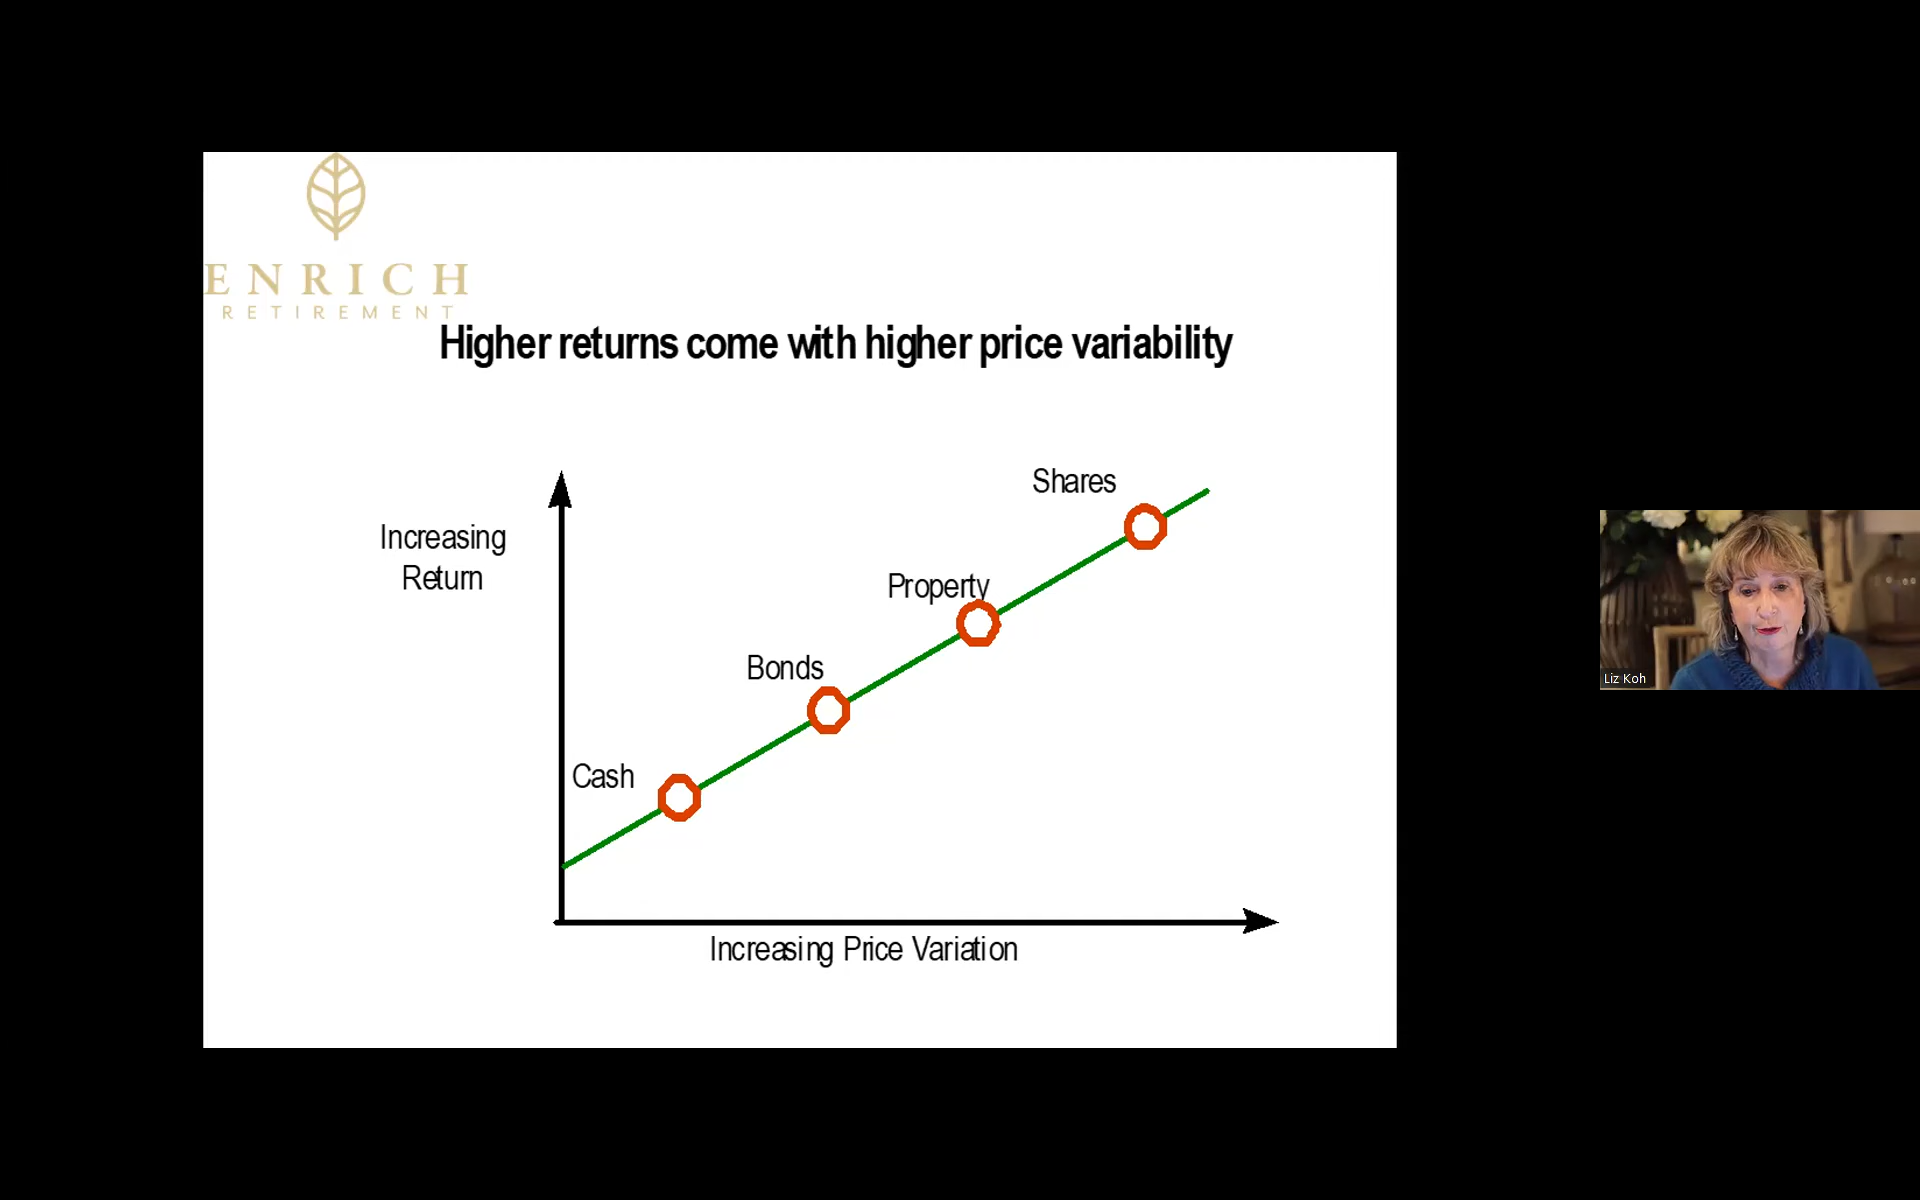 ENRICH
RETIREMENT
Higher returns come with higher price variability
Shares
Increasing
Return
Property
Bonds
Cash
Increasing Price Variation
Liz Koh